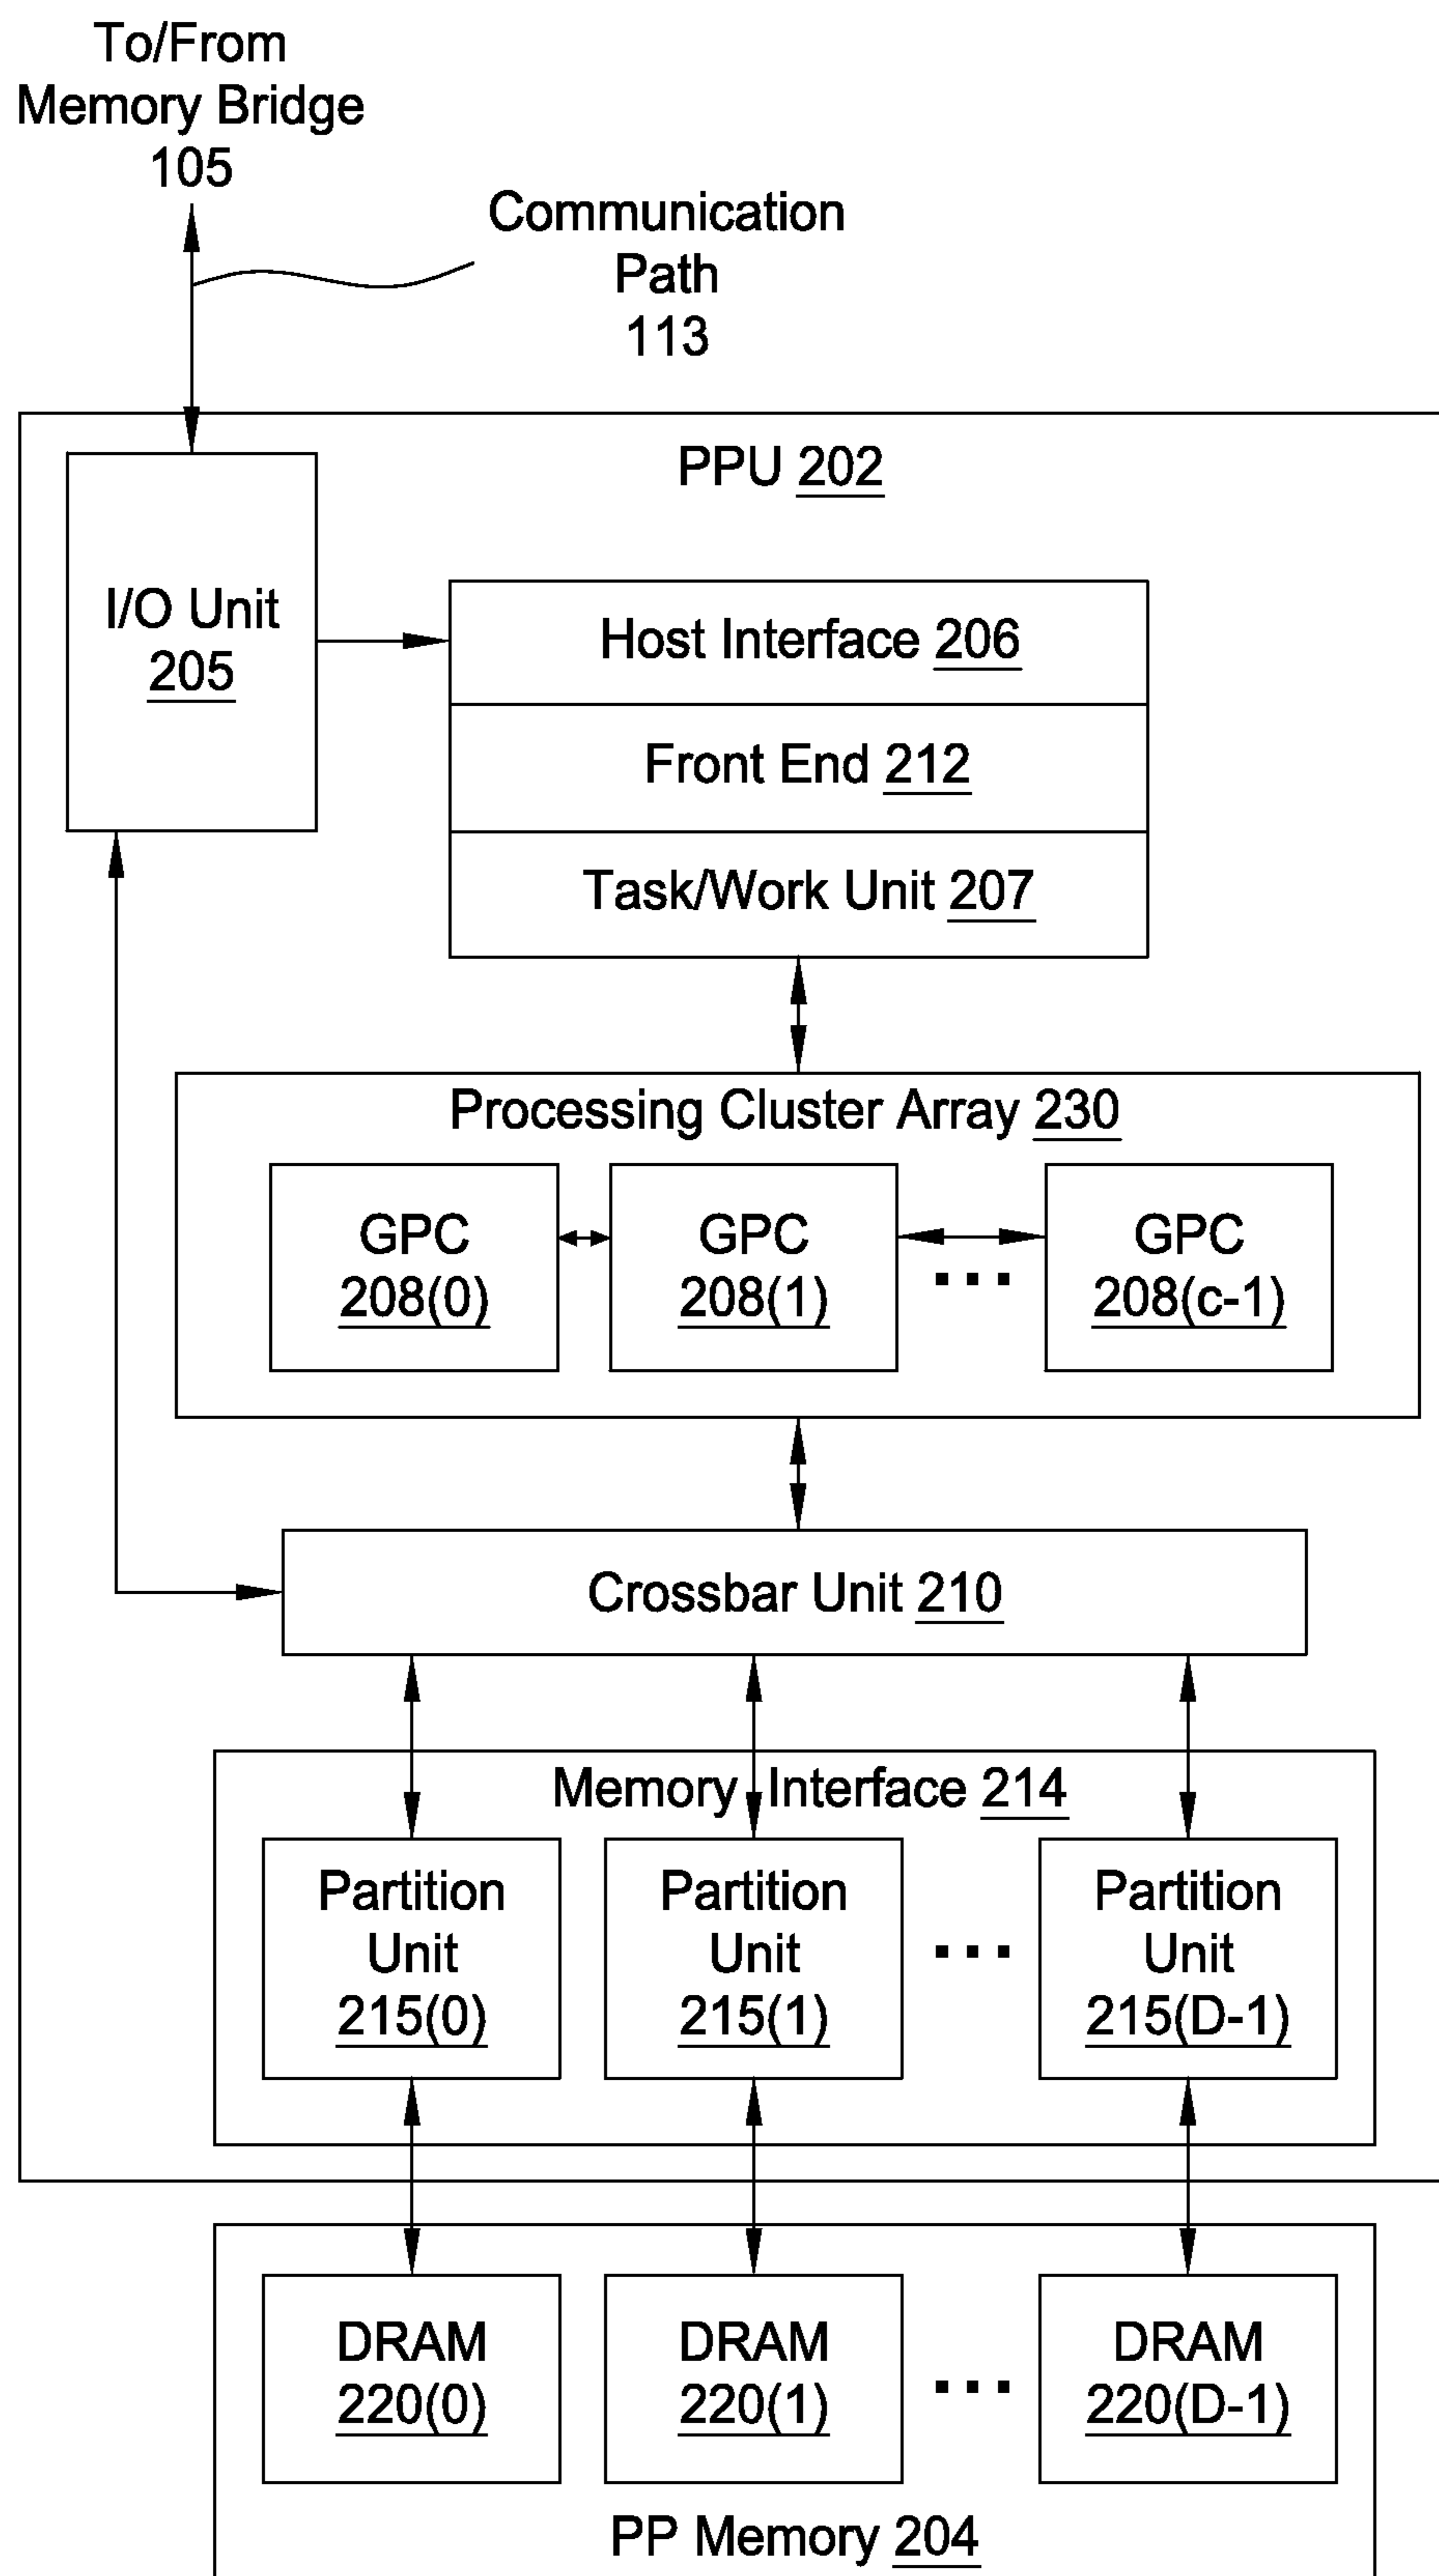 To/From
Memory Bridge
105
Communication
Path
113
PPU 202
I/O Unit
205
Host Interface 206
Front End 212
Task/Work Unit 207
Processing Cluster Array 230
GPC
208(0)
GPC
208(1)
...
GPC
208(c-1)
Crossbar Unit 210
Memory Interface 214
Partition
Unit
215(0)
Partition
Unit
215(1)
...
Partition
Unit
215(D-1)
DRAM
220(0)
DRAM
220(1)
...
DRAM
220(D-1)
PP Memory 204